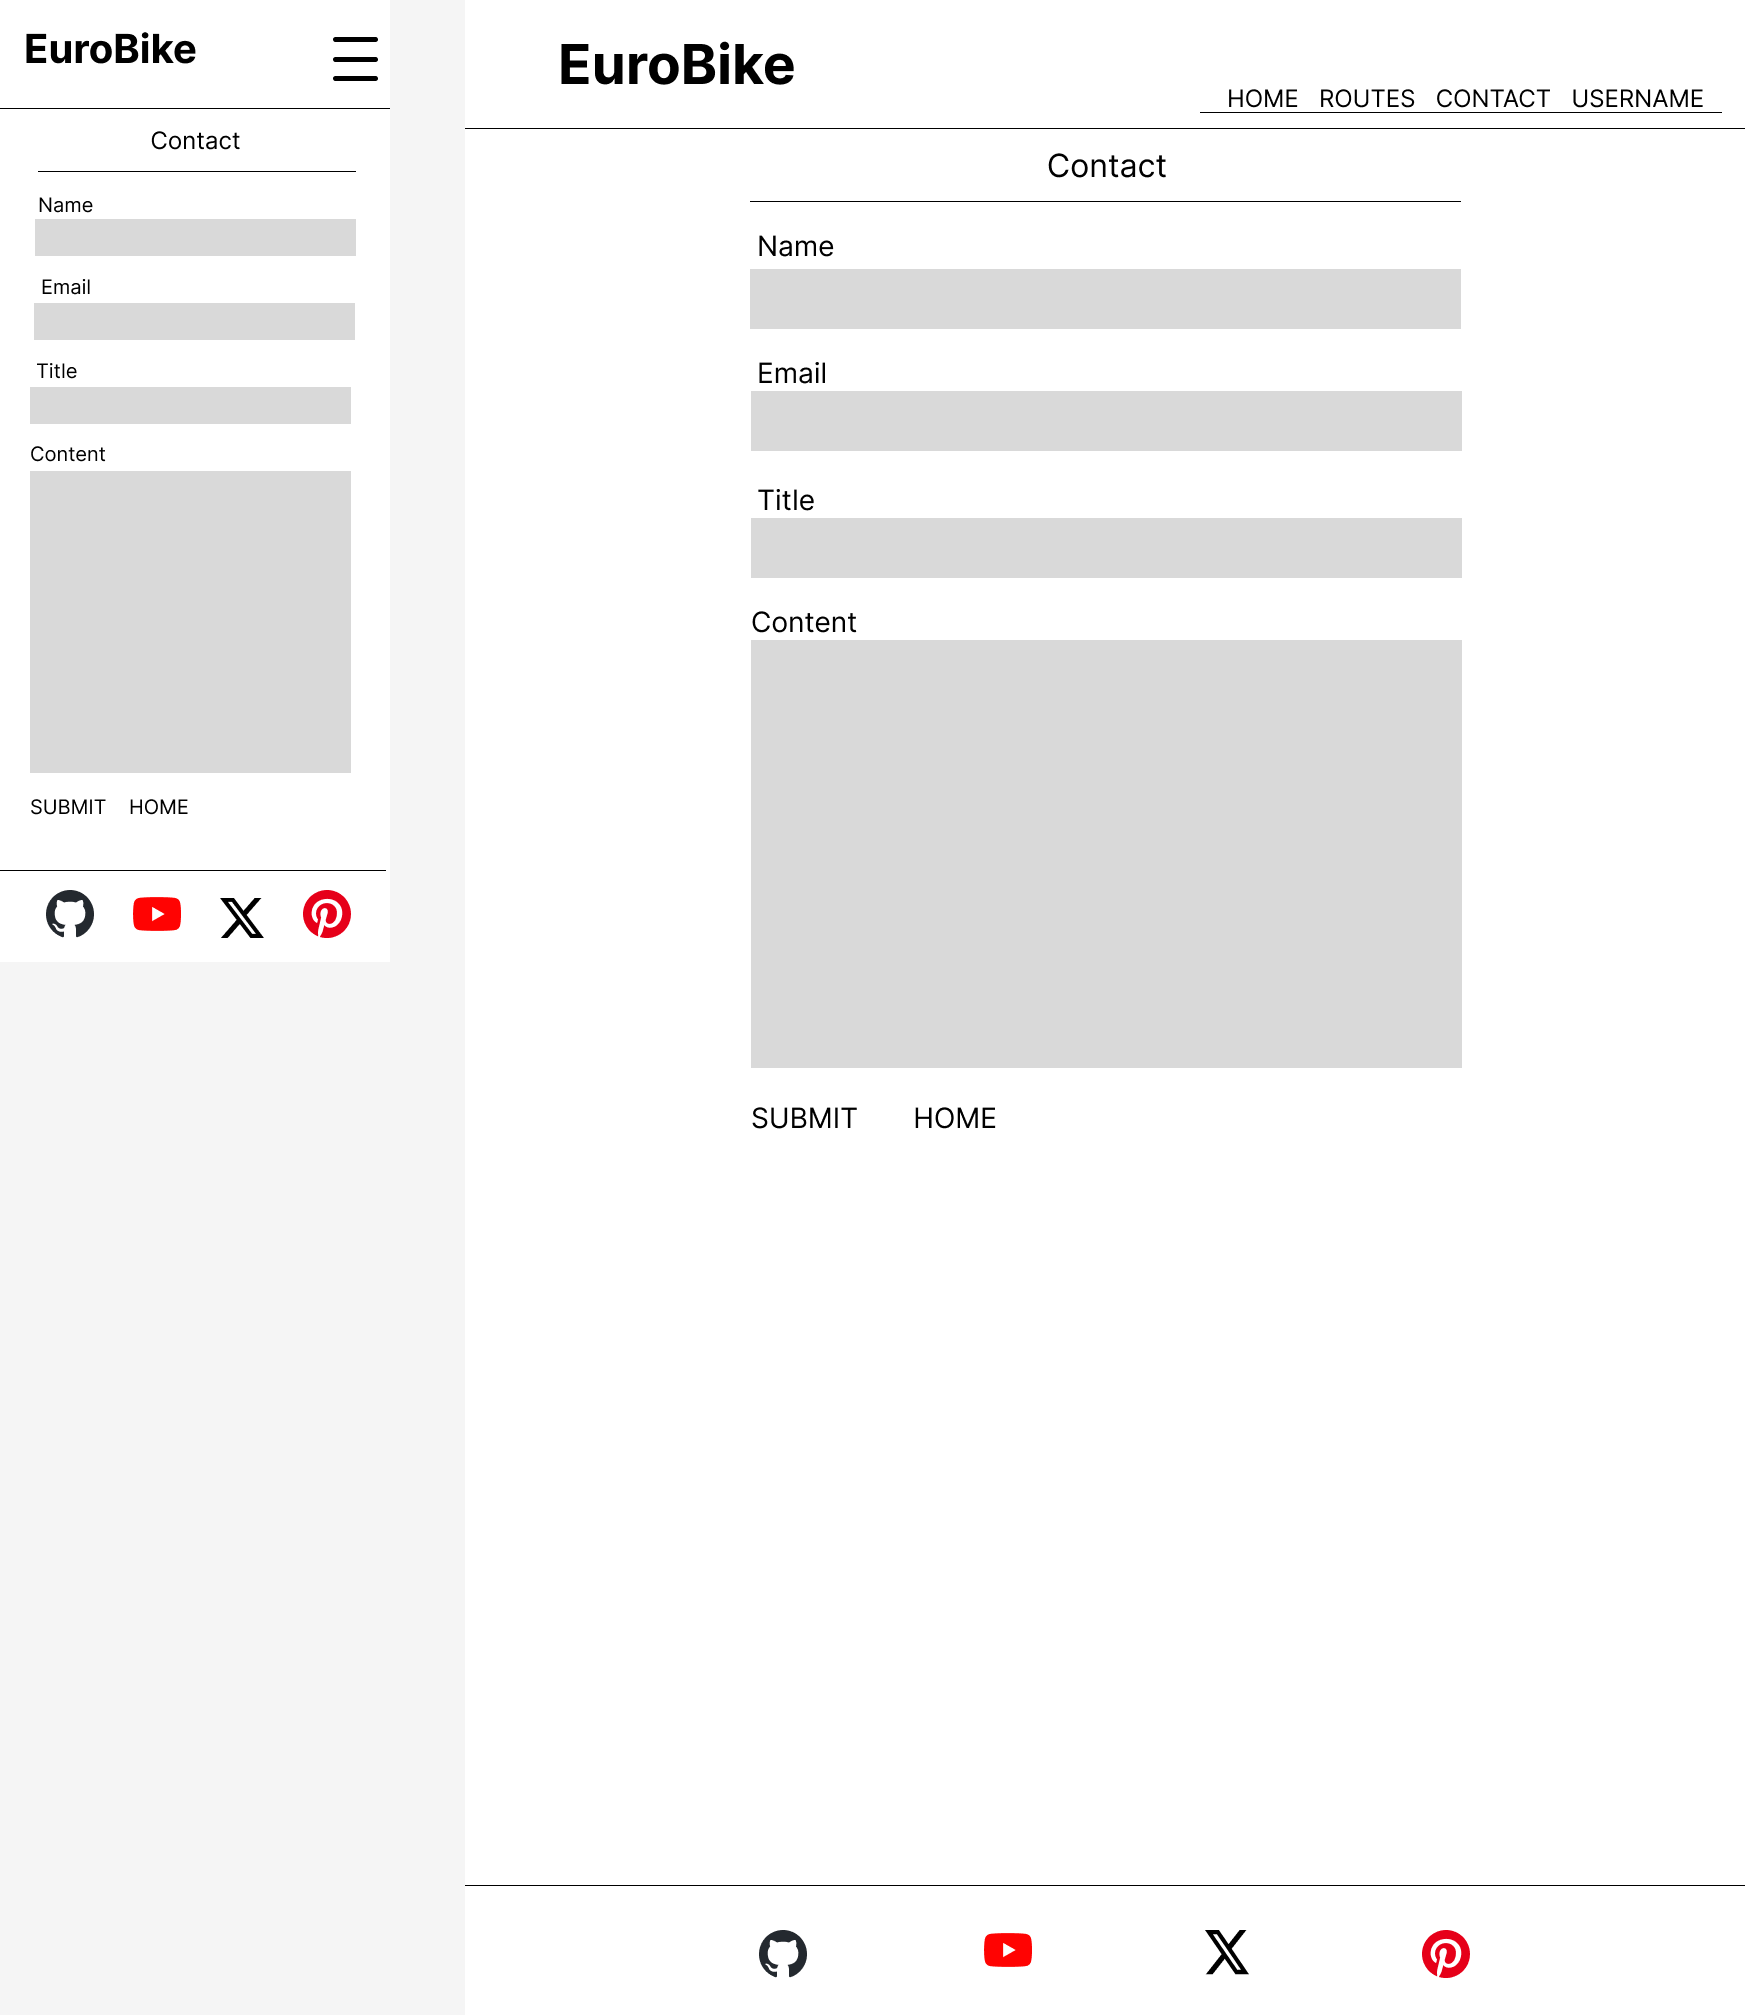 EuroBike
Contact
Name
Email
Title
Content
SUBMIT HOME
EuroBike
HOME ROUTES CONTACT USERNAME
Contact
Name
Email
Title
Content
SUBMIT HOME